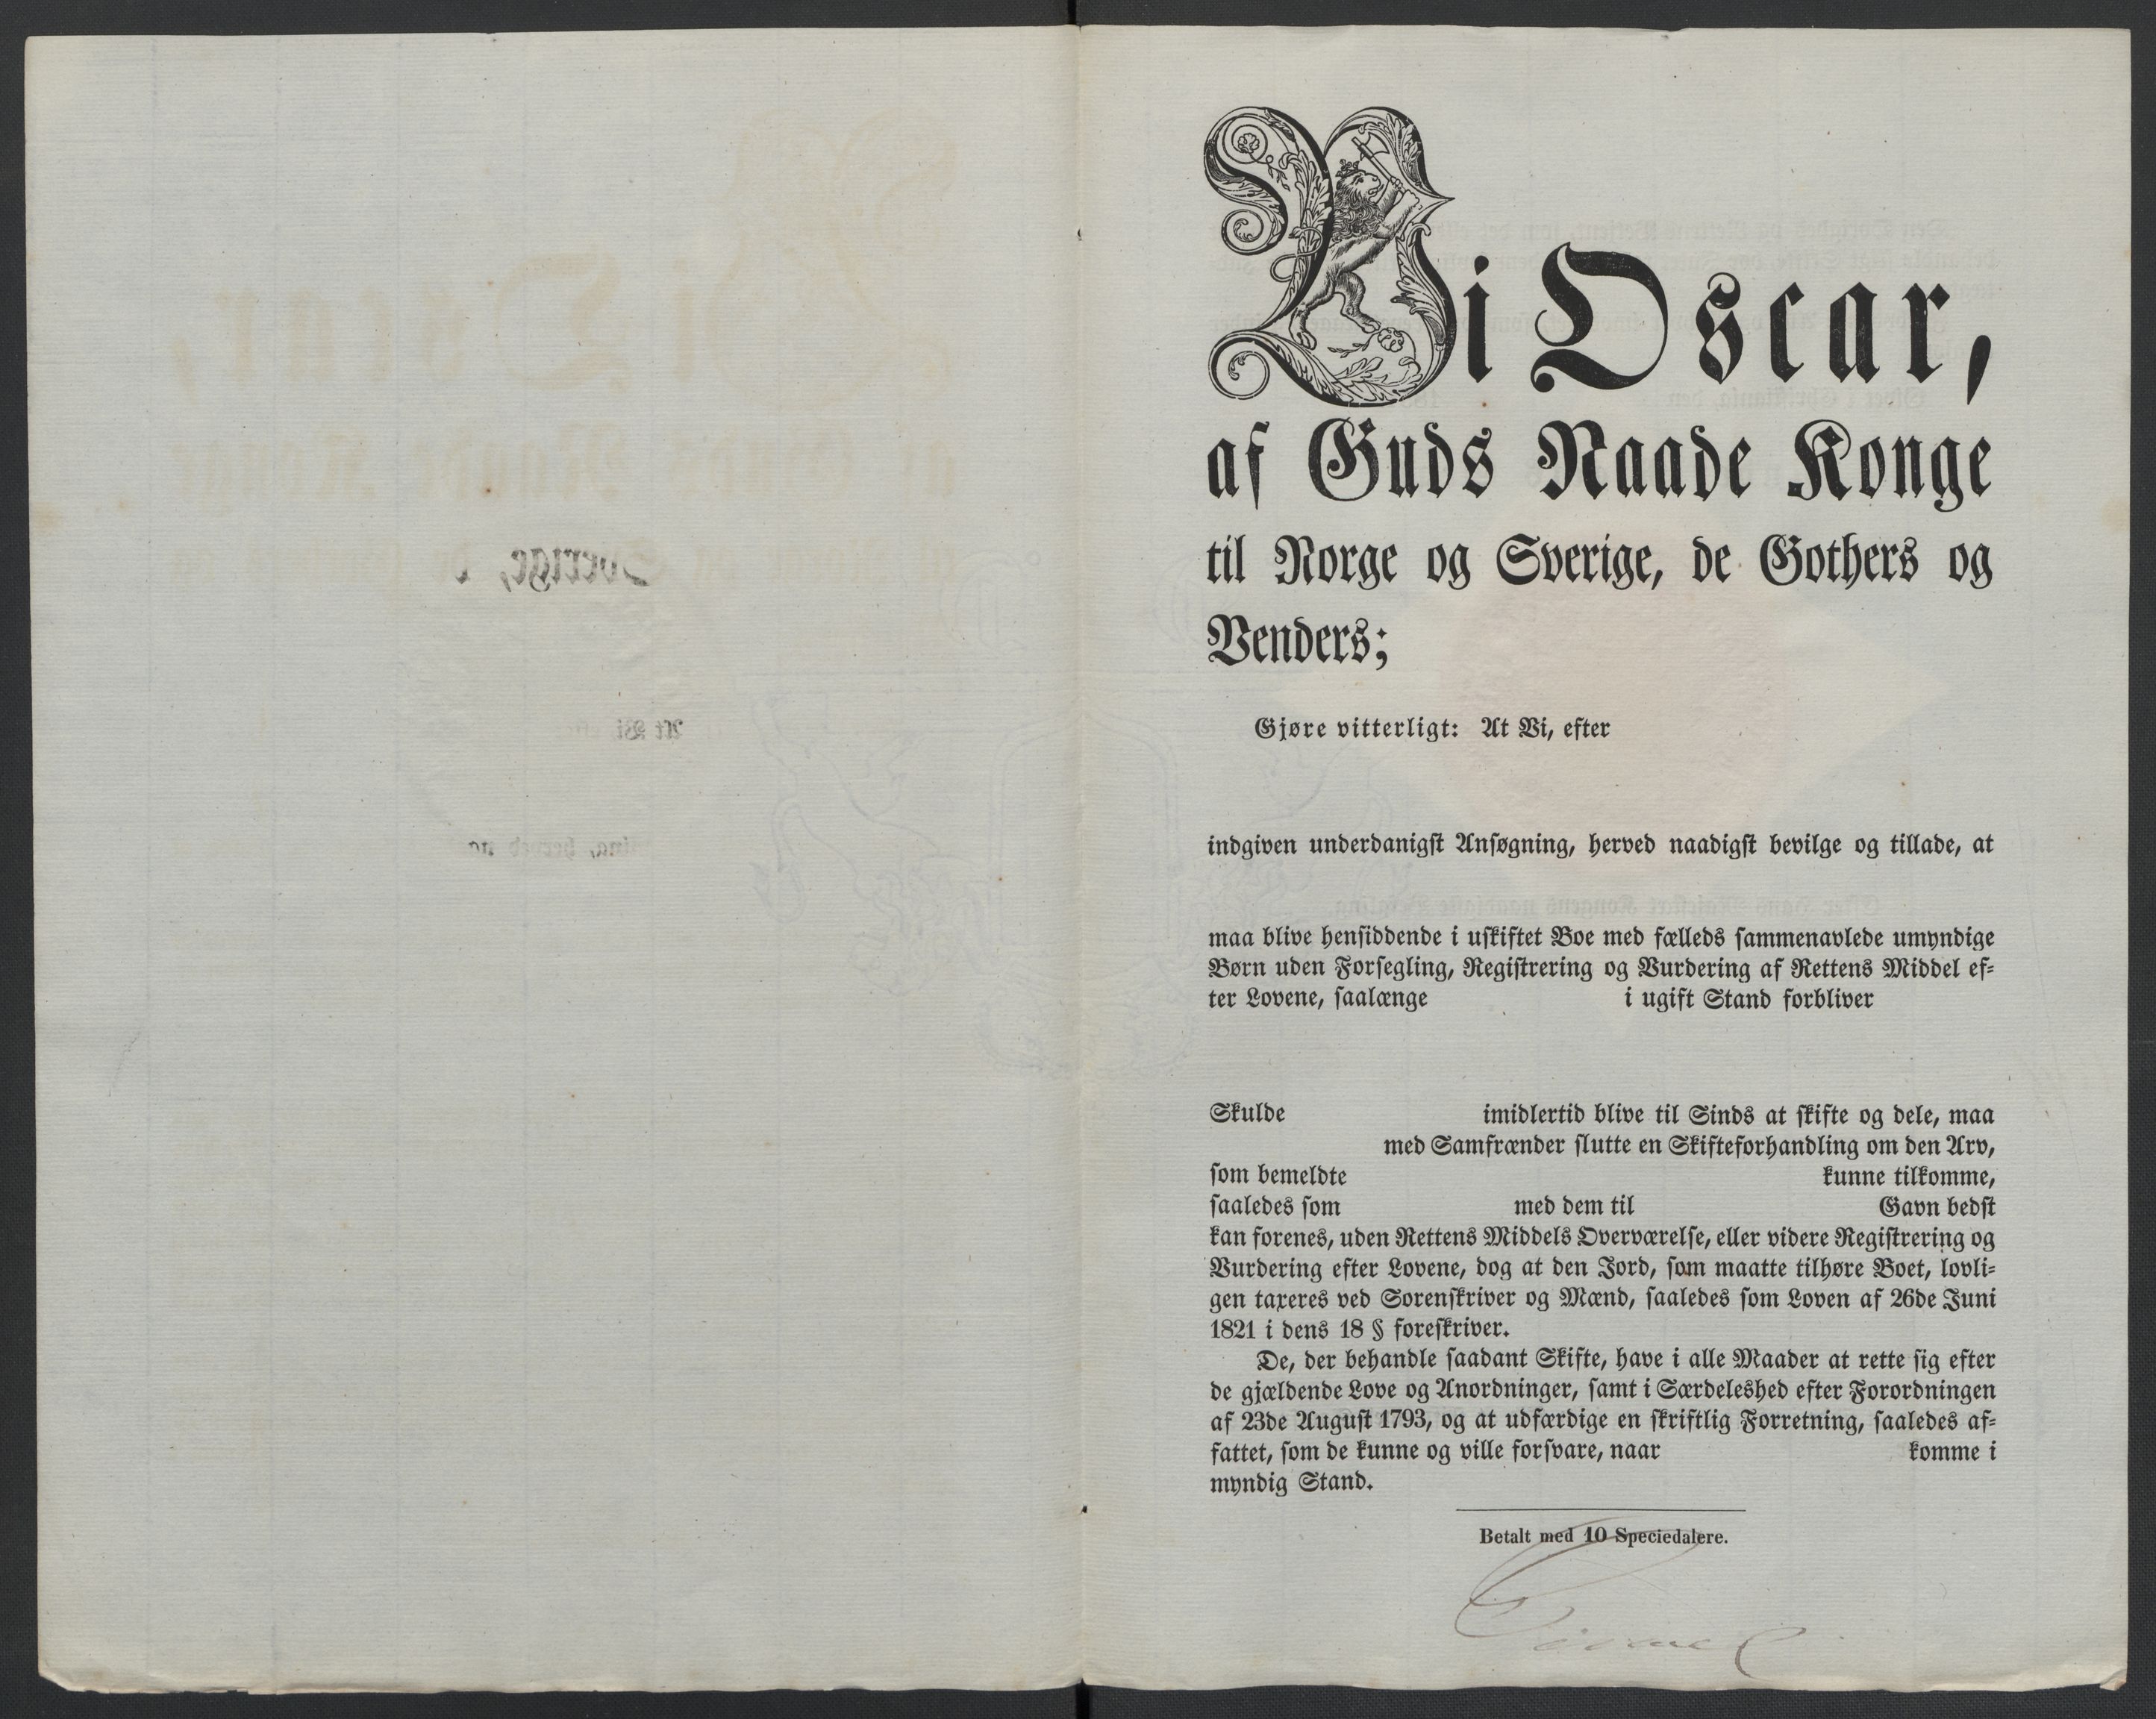 Vi Oscar,
af Guds Naade Konge
til Norge og Sverige, de Gothers og
Venders;
Gjøre vitterligt: At Vi, efter
indgiven underdanigst Ansøgning, herved naadigst bevilge og tillade, at
maa blive hensiddende i uskiftet Boe med fælleds sammenavlede umyndige
Børn uden Forsegling, Registrering og Vurdering af Rettens Middel ef-
ter Lovene, saalænge i ugift Stand forbliver
Skulde imidlertid blive til Sinds at skifte og dele, maa
med Samfrænder slutte en Skifteforhandling om den Arv,
som bemeldte kunne tilkomme,
saaledes som med dem til Gavn bedst
kan forenes, uden Rettens Middels Overværelse, eller videre Registrering og
Vurdering efter Lovene, dog at den Jord, som maatte tilhøre Boet, lovli-
gen taxeres ved Sorenskriver og Mænd, saaledes som Loven af 26de Juni
1821 i dens 18 § foreskriver.
De, der behandle saadant Skifte, have i alle Maader at rette sig efter
de gjældende Love og Anordninger, samt i Særdeleshed efter Forordningen
af 23de August 1793, og at udfærdige en skriftlig Forretning, saaledes af-
fattet, som de kunne og ville forsvare, naar komme i
myndig Stand.
Betalt med 10 Speciedalere.